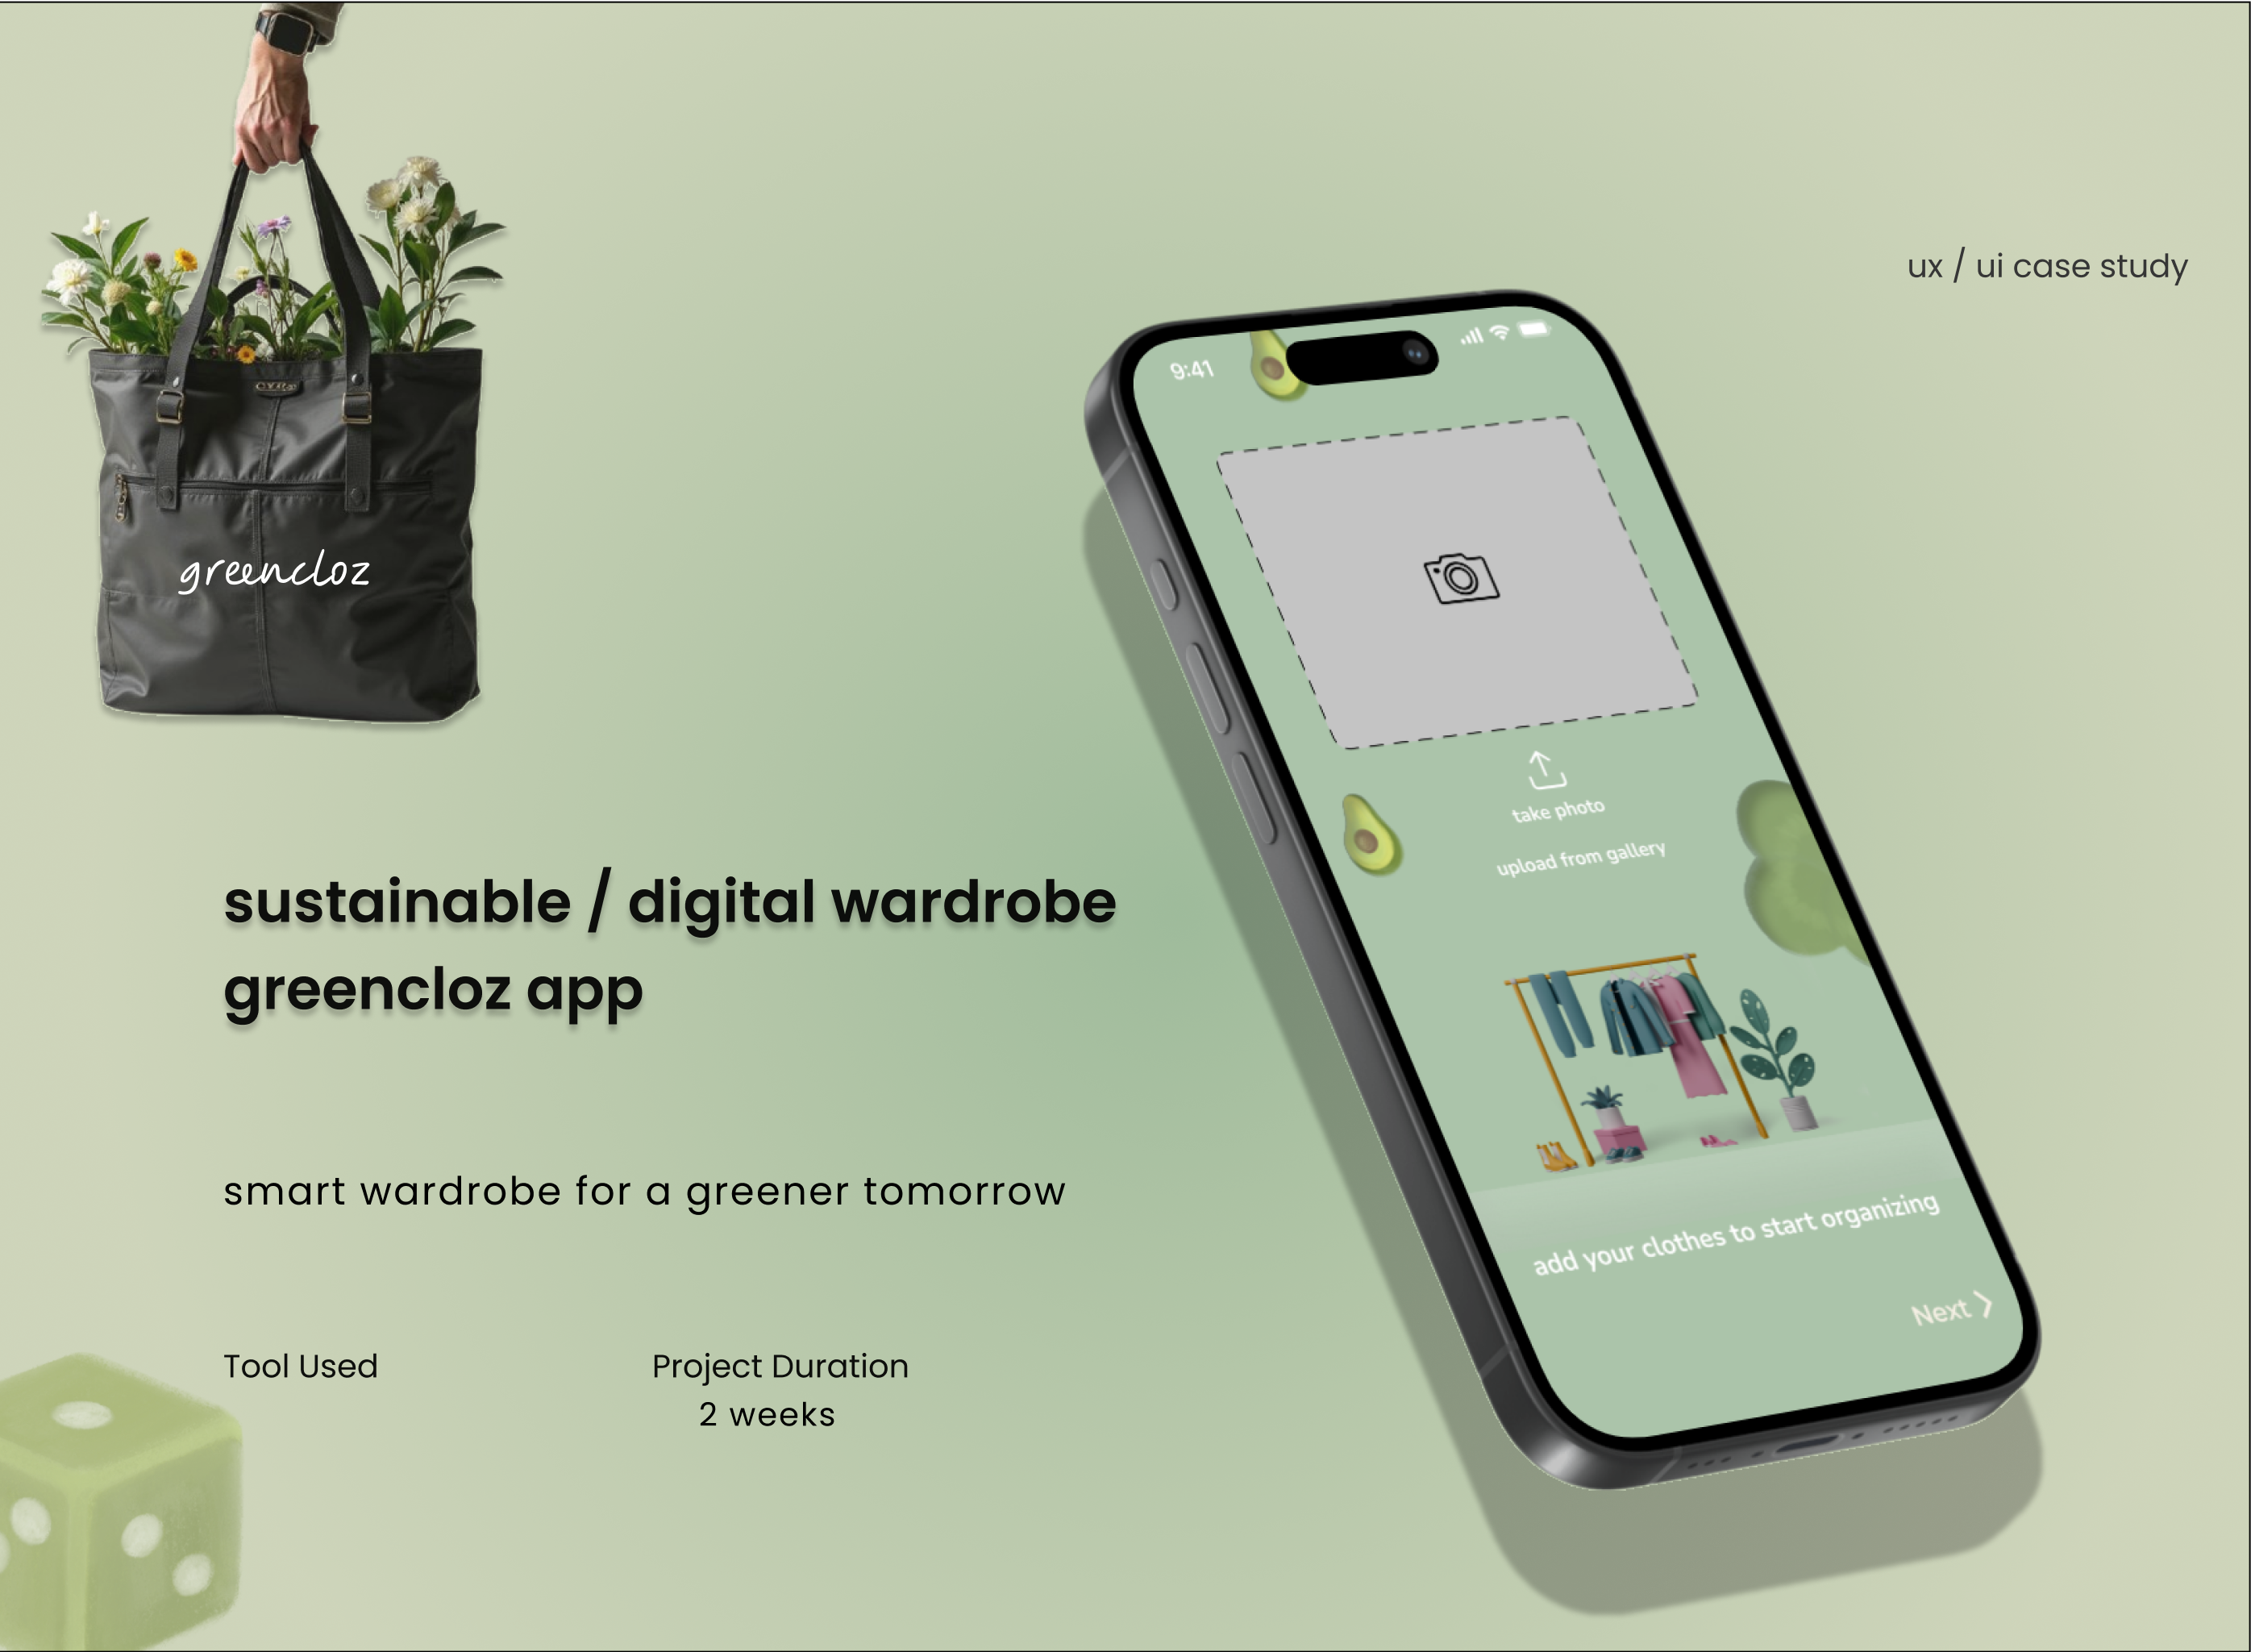 ux / ui case study
greencloz
9:41
take photo
upload from gallery
add your clothes to start organizing
Next
sustainable / digital wardrobe
greencloz app
smart wardrobe for a greener tomorrow
Tool Used
Project Duration
2 weeks